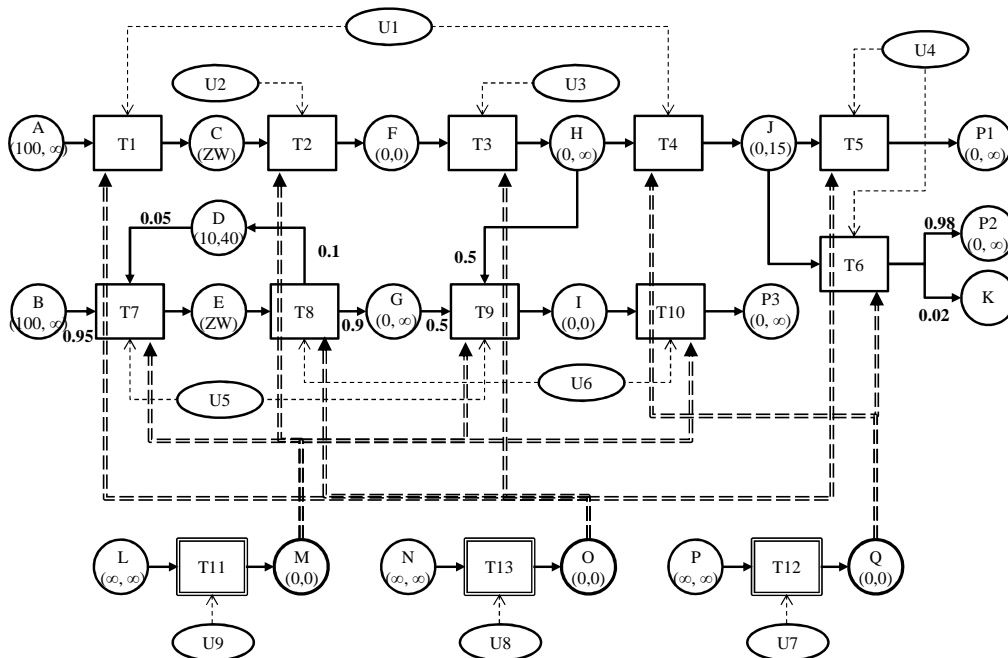 U1
U2
U3
U4
A
(100, ∞)
T1
C
(ZW)
T2
F
(0,0)
T3
H
(0, ∞)
T4
J
(0,15)
T5
P1
(0, ∞)
0.05
D
(10,40)
0.1
0.5
T6
0.98
P2
(0, ∞)
B
(100, ∞)
0.95
T7
E
(ZW)
T8
0.9
G
(0, ∞)
0.5
T9
I
(0,0)
T10
P3
(0, ∞)
K
0.02
U5
U6
L
(∞, ∞)
T11
M
(0,0)
N
(∞, ∞)
T13
O
(0,0)
P
(∞, ∞)
T12
Q
(0,0)
U9
U8
U7